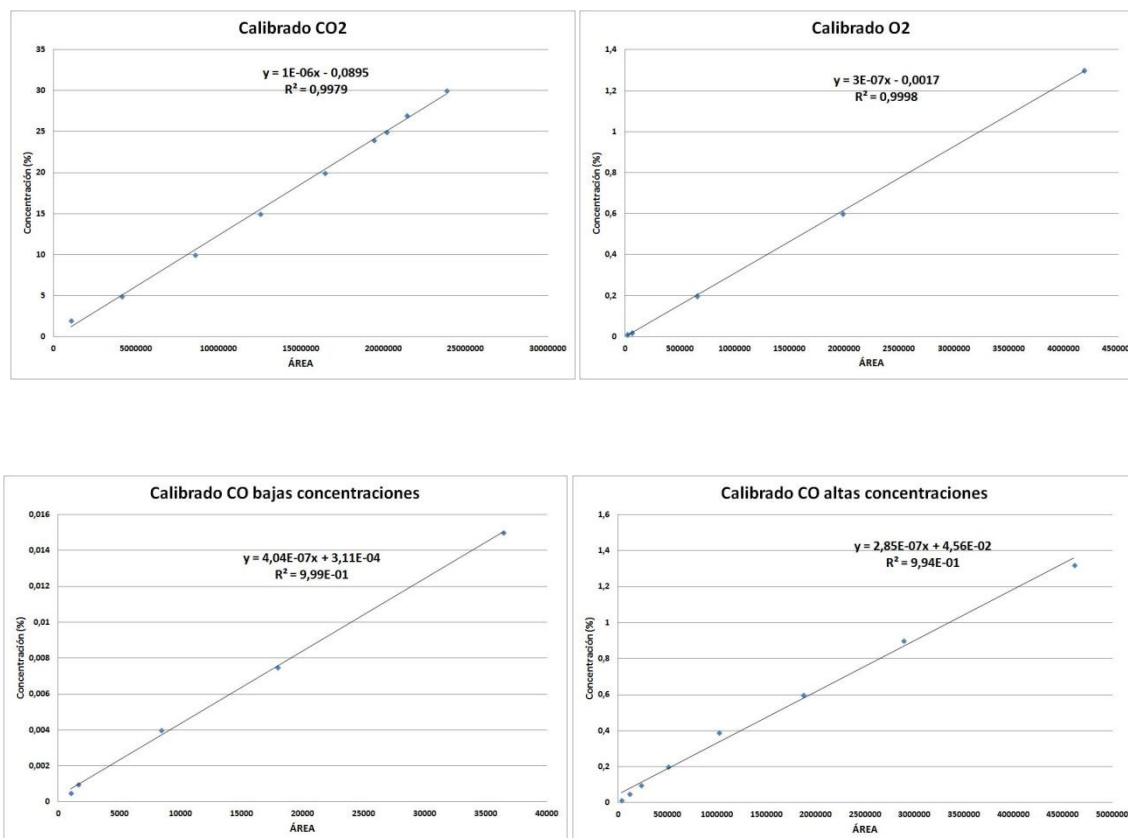 Calibrado CO2
y = 1E-06x - 0,0895
R² = 0,9979
Concentración (%)
35
30
25
20
15
10
5
0
0 5000000 10000000 15000000 20000000 25000000 30000000
ÁREA
Calibrado O2
y = 3E-07x - 0,0017
R² = 0,9998
Concentración (%)
1,4
1,2
1
0,8
0,6
0,4
0,2
0
0 500000 1000000 1500000 2000000 2500000 3000000 3500000 4000000 450000
ÁREA
Calibrado CO bajas concentraciones
y = 4,04E-07x + 3,11E-04
R² = 9,99E-01
Concentración (%)
0,016
0,014
0,012
0,01
0,008
0,006
0,004
0,002
0
0 5000 10000 15000 20000 25000 30000 35000 40000
ÁREA
Calibrado CO altas concentraciones
y = 2,85E-07x + 4,56E-02
R² = 9,94E-01
Concentración (%)
1,6
1,4
1,2
1
0,8
0,6
0,4
0,2
0
0 500000 1000000 1500000 2000000 2500000 3000000 3500000 4000000 4500000 500000
ÁREA